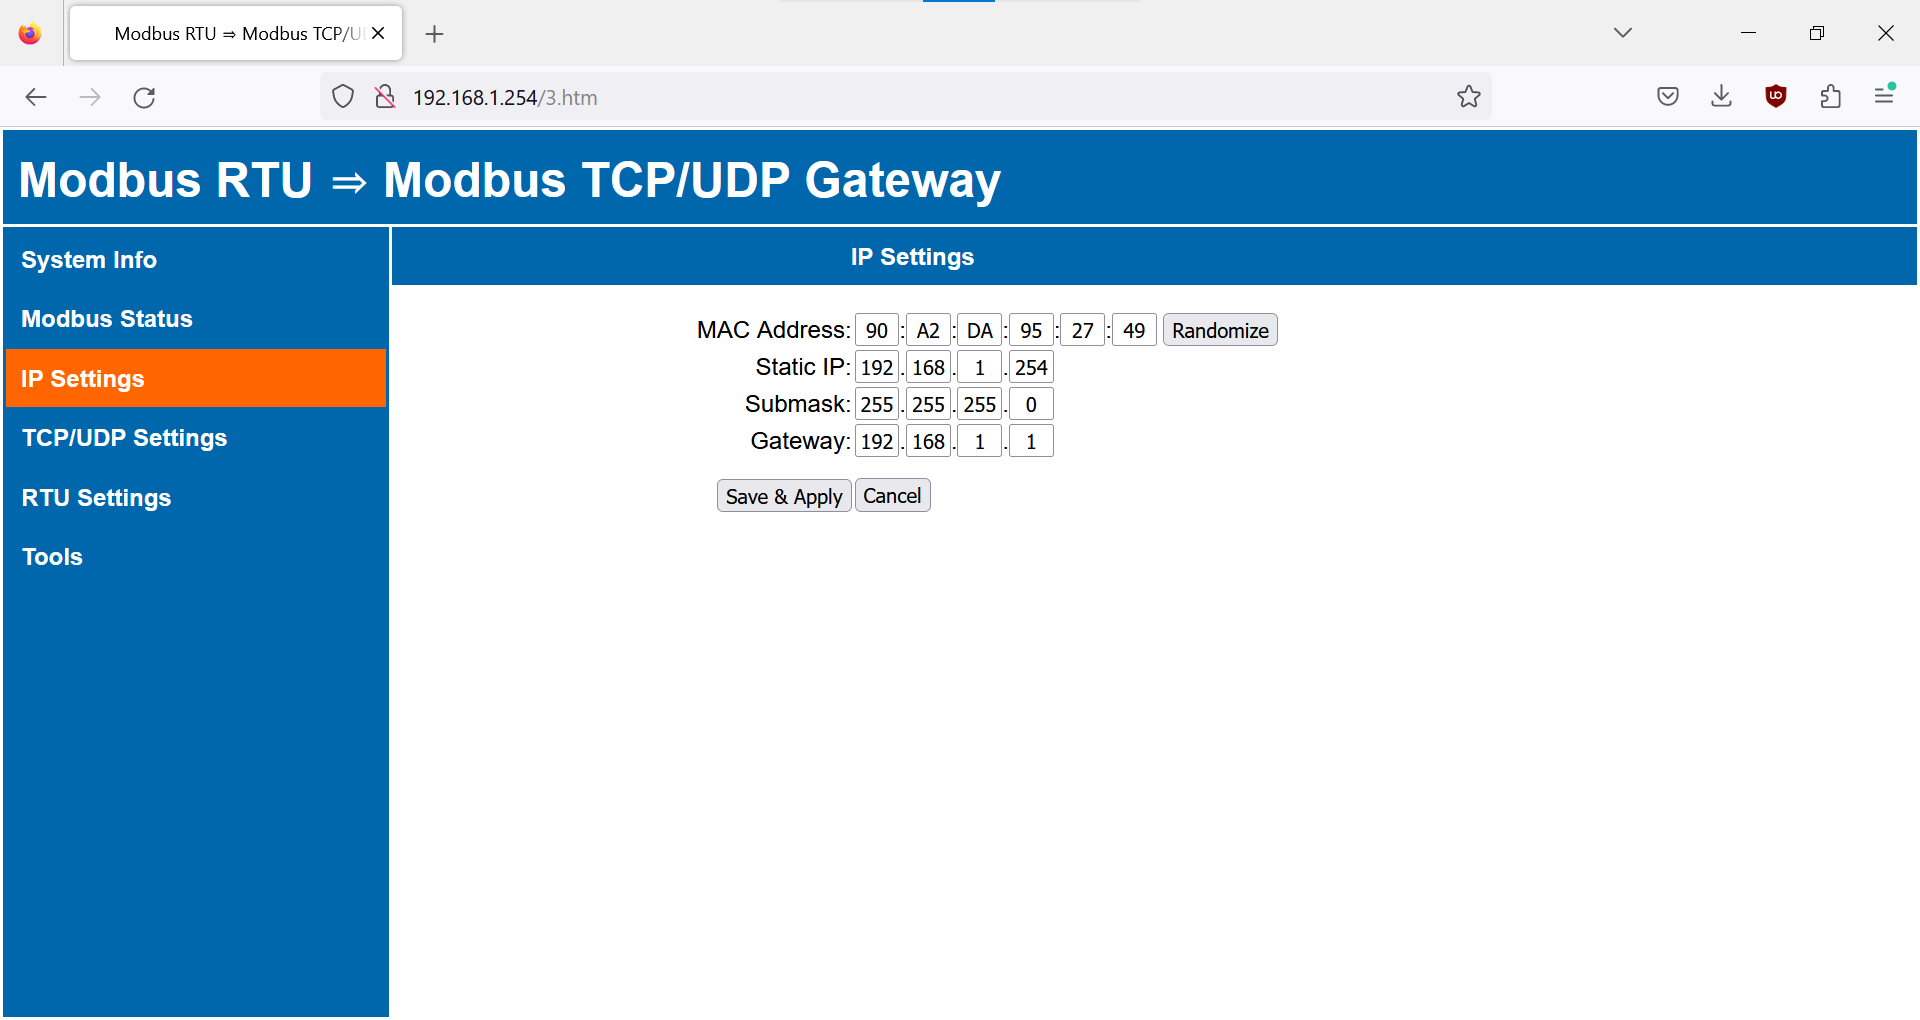 Modbus RTU ⇒ Modbus TCP/U
192.168.1.254/3.htm
Modbus RTU ⇒ Modbus TCP/UDP Gateway
System Info
Modbus Status
IP Settings
TCP/UDP Settings
RTU Settings
Tools
IP Settings
MAC Address: 90 : A2 : DA : 95 : 27 : 49 Randomize
Static IP: 192 . 168 . 1 . 254
Submask: 255 . 255 . 255 . 0
Gateway: 192 . 168 . 1 . 1
Save & Apply Cancel